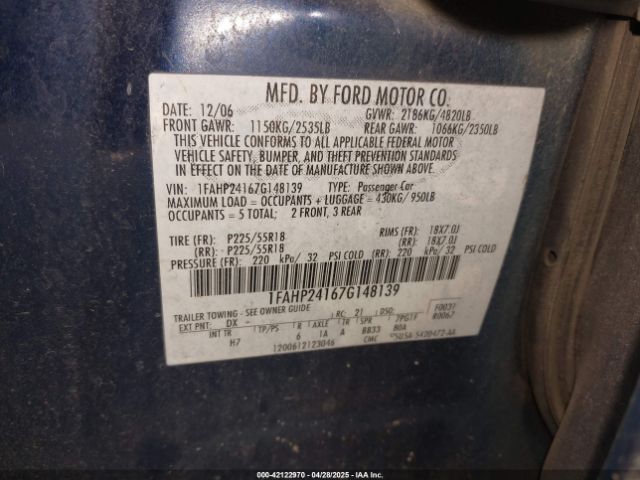 MFD. BY FORD MOTOR CO.
DATE: 12/06 GVWR: 2186KG/4820LB
FRONT GAWR: 1150KG/2535LB REAR GAWR: 1066KG/2350LB
THIS VEHICLE CONFORMS TO ALL APPLICABLE FEDERAL MOTOR
VEHICLE SAFETY, BUMPER, AND THEFT PREVENTION STANDARDS
IN EFFECT ON THE DATE OF MANUFACTURE SHOWN ABOVE.
VIN: 1FAHP24167G148139 TYPE: Passenger Car
MAXIMUM LOAD = OCCUPANTS + LUGGAGE = 430KG/ 950LB
OCCUPANTS = 5 TOTAL; 2 FRONT, 3 REAR
TIRE (FR): P225/55R18 RIMS (FR): 18X7.0J
(RR): P225/55R18 (RR): 18X7.0J
PRESSURE (FR): 220 kPa/ 32 PSI COLD (RR): 220 kPa/ 32 PSI COLD
1FAHP24167G148139
TRAILER TOWING - SEE OWNER GUIDE
EXT PNT: DX - RC: 21 DSO: F0031
INT TR TP/PS R AXLE TR SPR 7PGTF R0067
H7 6 1A A BB33 BOA
1200612123046 CMC
000-42122970 04/28/2025 IAA Inc.